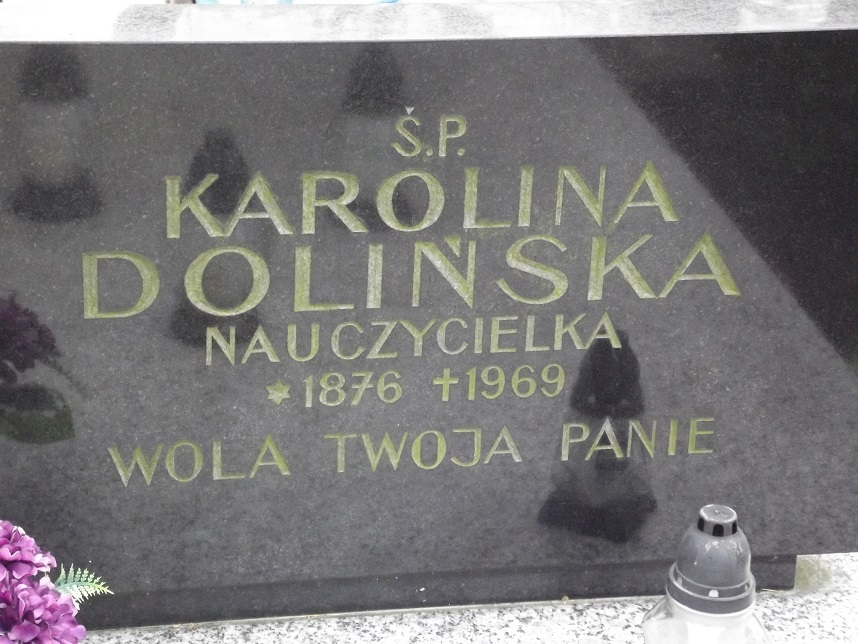 Ś.P.
KAROLINA
DOLIŃSKA
NAUCZYCIELKA
*1876 †1969
WOLA TWOJA PANIE